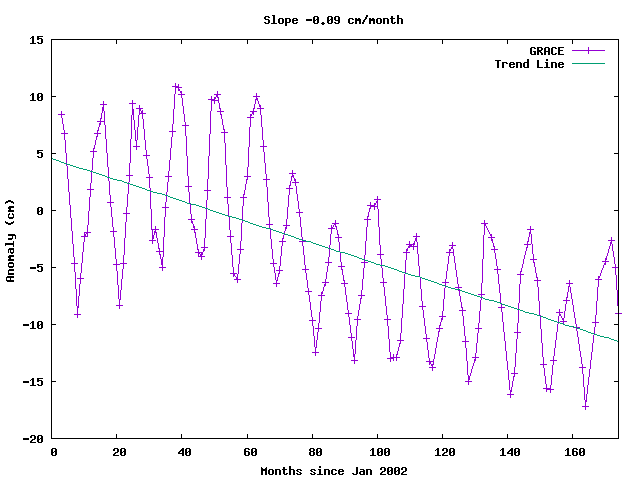 Slope -0.09 cm/month
GRACE
Trend Line
15
10
5
0
-5
-10
-15
-20
Anomaly (cm)
0 20 40 60 80 100 120 140 160
Months since Jan 2002